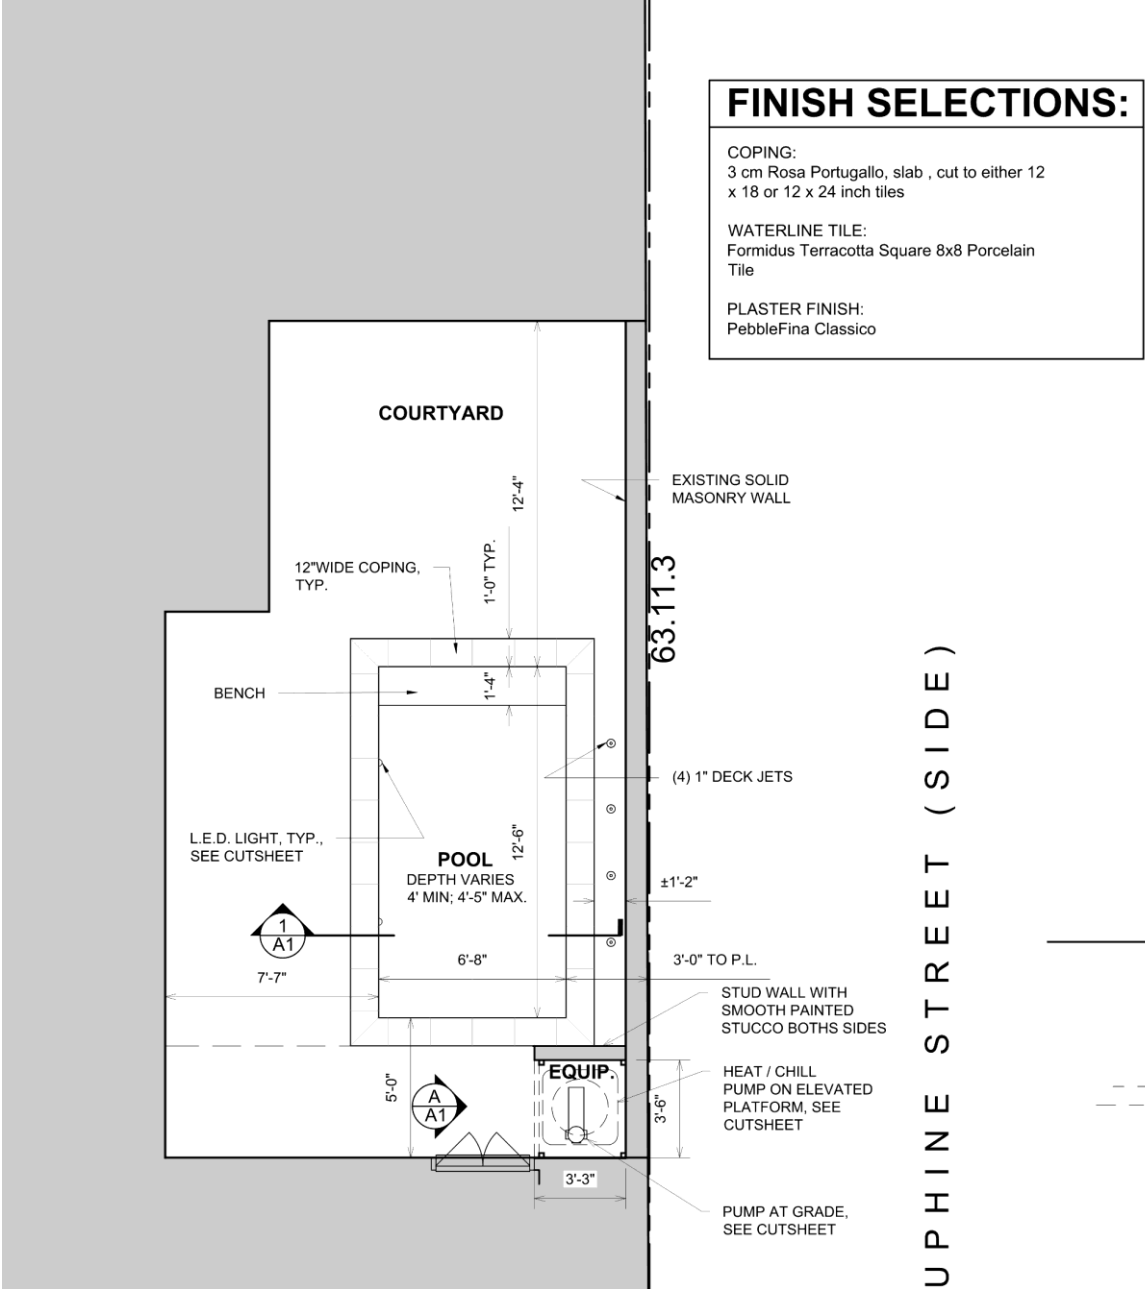 FINISH SELECTIONS:
COPING:
3 cm Rosa Portugallo, slab , cut to either 12
x 18 or 12 x 24 inch tiles
WATERLINE TILE:
Formidus Terracotta Square 8x8 Porcelain
Tile
PLASTER FINISH:
PebbleFina Classico
COURTYARD
12'-4"
EXISTING SOLID
MASONRY WALL
12"WIDE COPING,
TYP.
1'-0" TYP.
63.11.3
BENCH
1'-4"
(4) 1" DECK JETS
L.E.D. LIGHT, TYP.,
SEE CUTSHEET
POOL
DEPTH VARIES
4' MIN; 4'-5" MAX.
12'-6"
±1'-2"
1
A1
7'-7"
6'-8"
3'-0" TO P.L.
STUD WALL WITH
SMOOTH PAINTED
STUCCO BOTHS SIDES
EQUIP.
HEAT / CHILL
PUMP ON ELEVATED
PLATFORM, SEE
CUTSHEET
5'-0"
A
A1
3'-6"
3'-3"
PUMP AT GRADE,
SEE CUTSHEET
UPHINE STREET (SIDE)